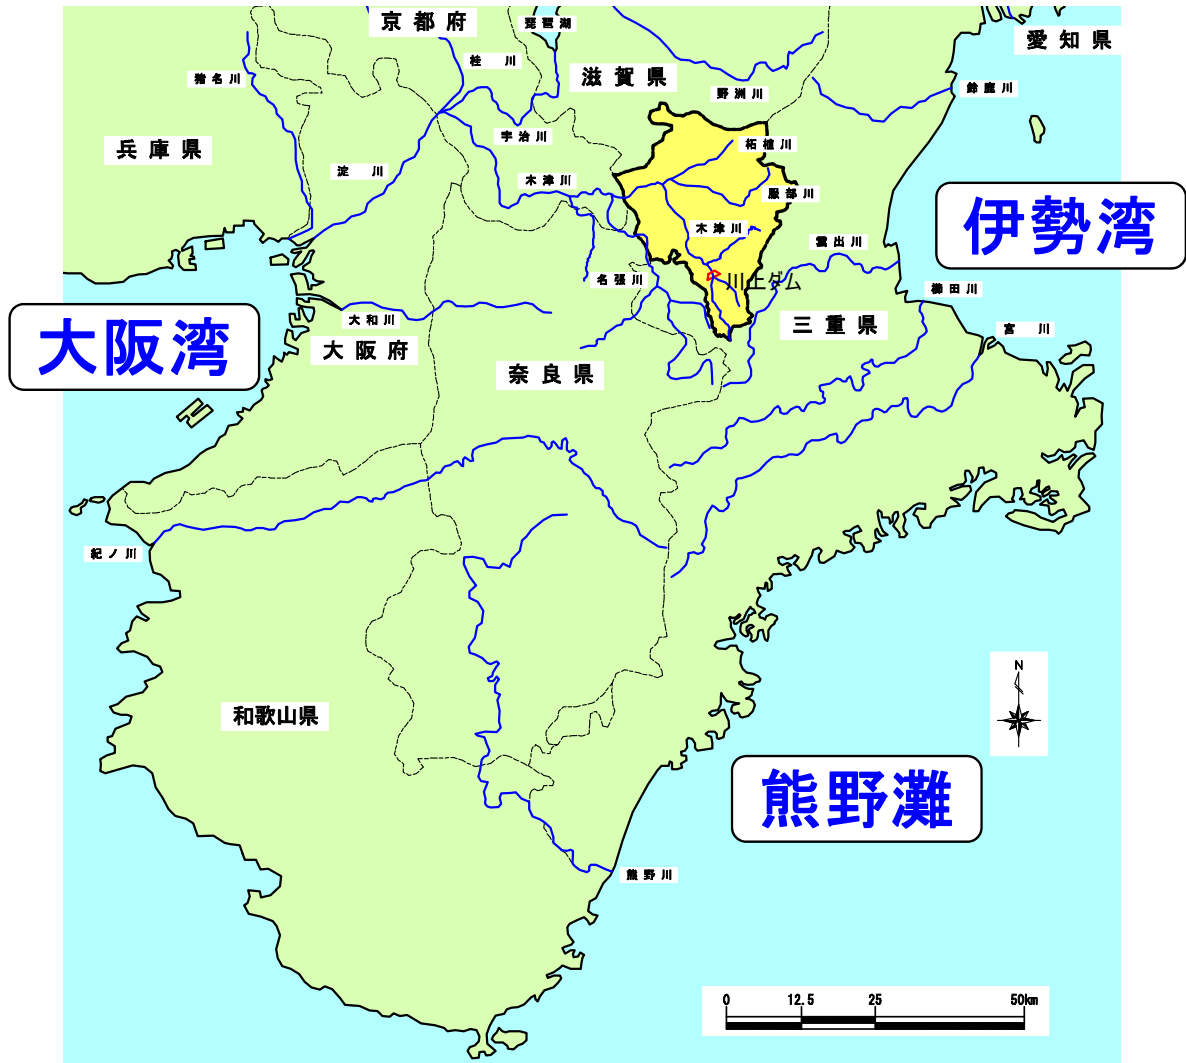 京都府
琵琶湖
愛知県
桂川
滋賀県
猪名川
野洲川
鈴鹿川
宇治川
兵庫県
柘植川
淀川
木津川
服部川
伊勢湾
木津川
雲出川
名張川
川上ダム
櫛田川
大阪湾
大和川
三重県
宮川
大阪府
奈良県
紀ノ川
N
和歌山県
熊野灘
熊野川
0 12.5 25 50km